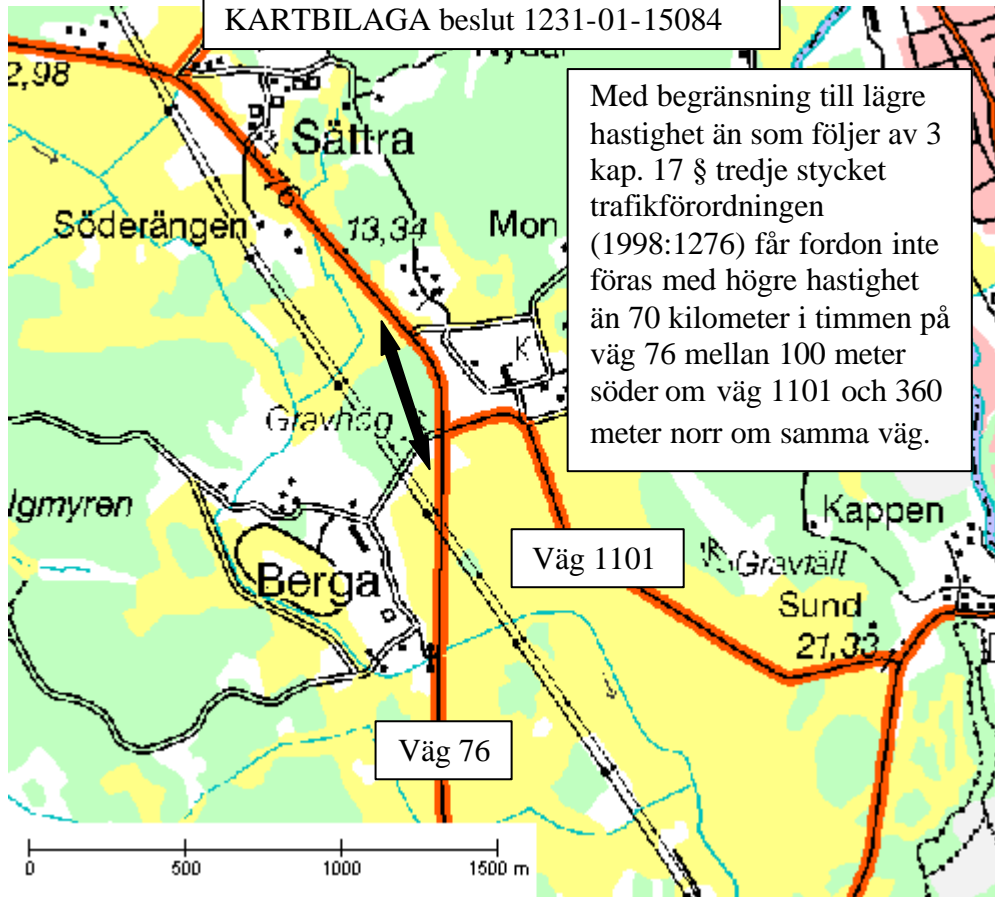 KARTBILAGA beslut 1231-01-15084
2,98
Sättra
76
Söderängen
13,34
Mon
Med begränsning till lägre
hastighet än som följer av 3
kap. 17 § tredje stycket
trafikförordningen
(1998:1276) får fordon inte
föras med högre hastighet
än 70 kilometer i timmen på
väg 76 mellan 100 meter
söder om väg 1101 och 360
meter norr om samma väg.
K
Gravhög
lgmyren
Berga
Väg 1101
Kappen
R
Gravfält
Sund
21,33
Väg 76
0 500 1000 1500 m